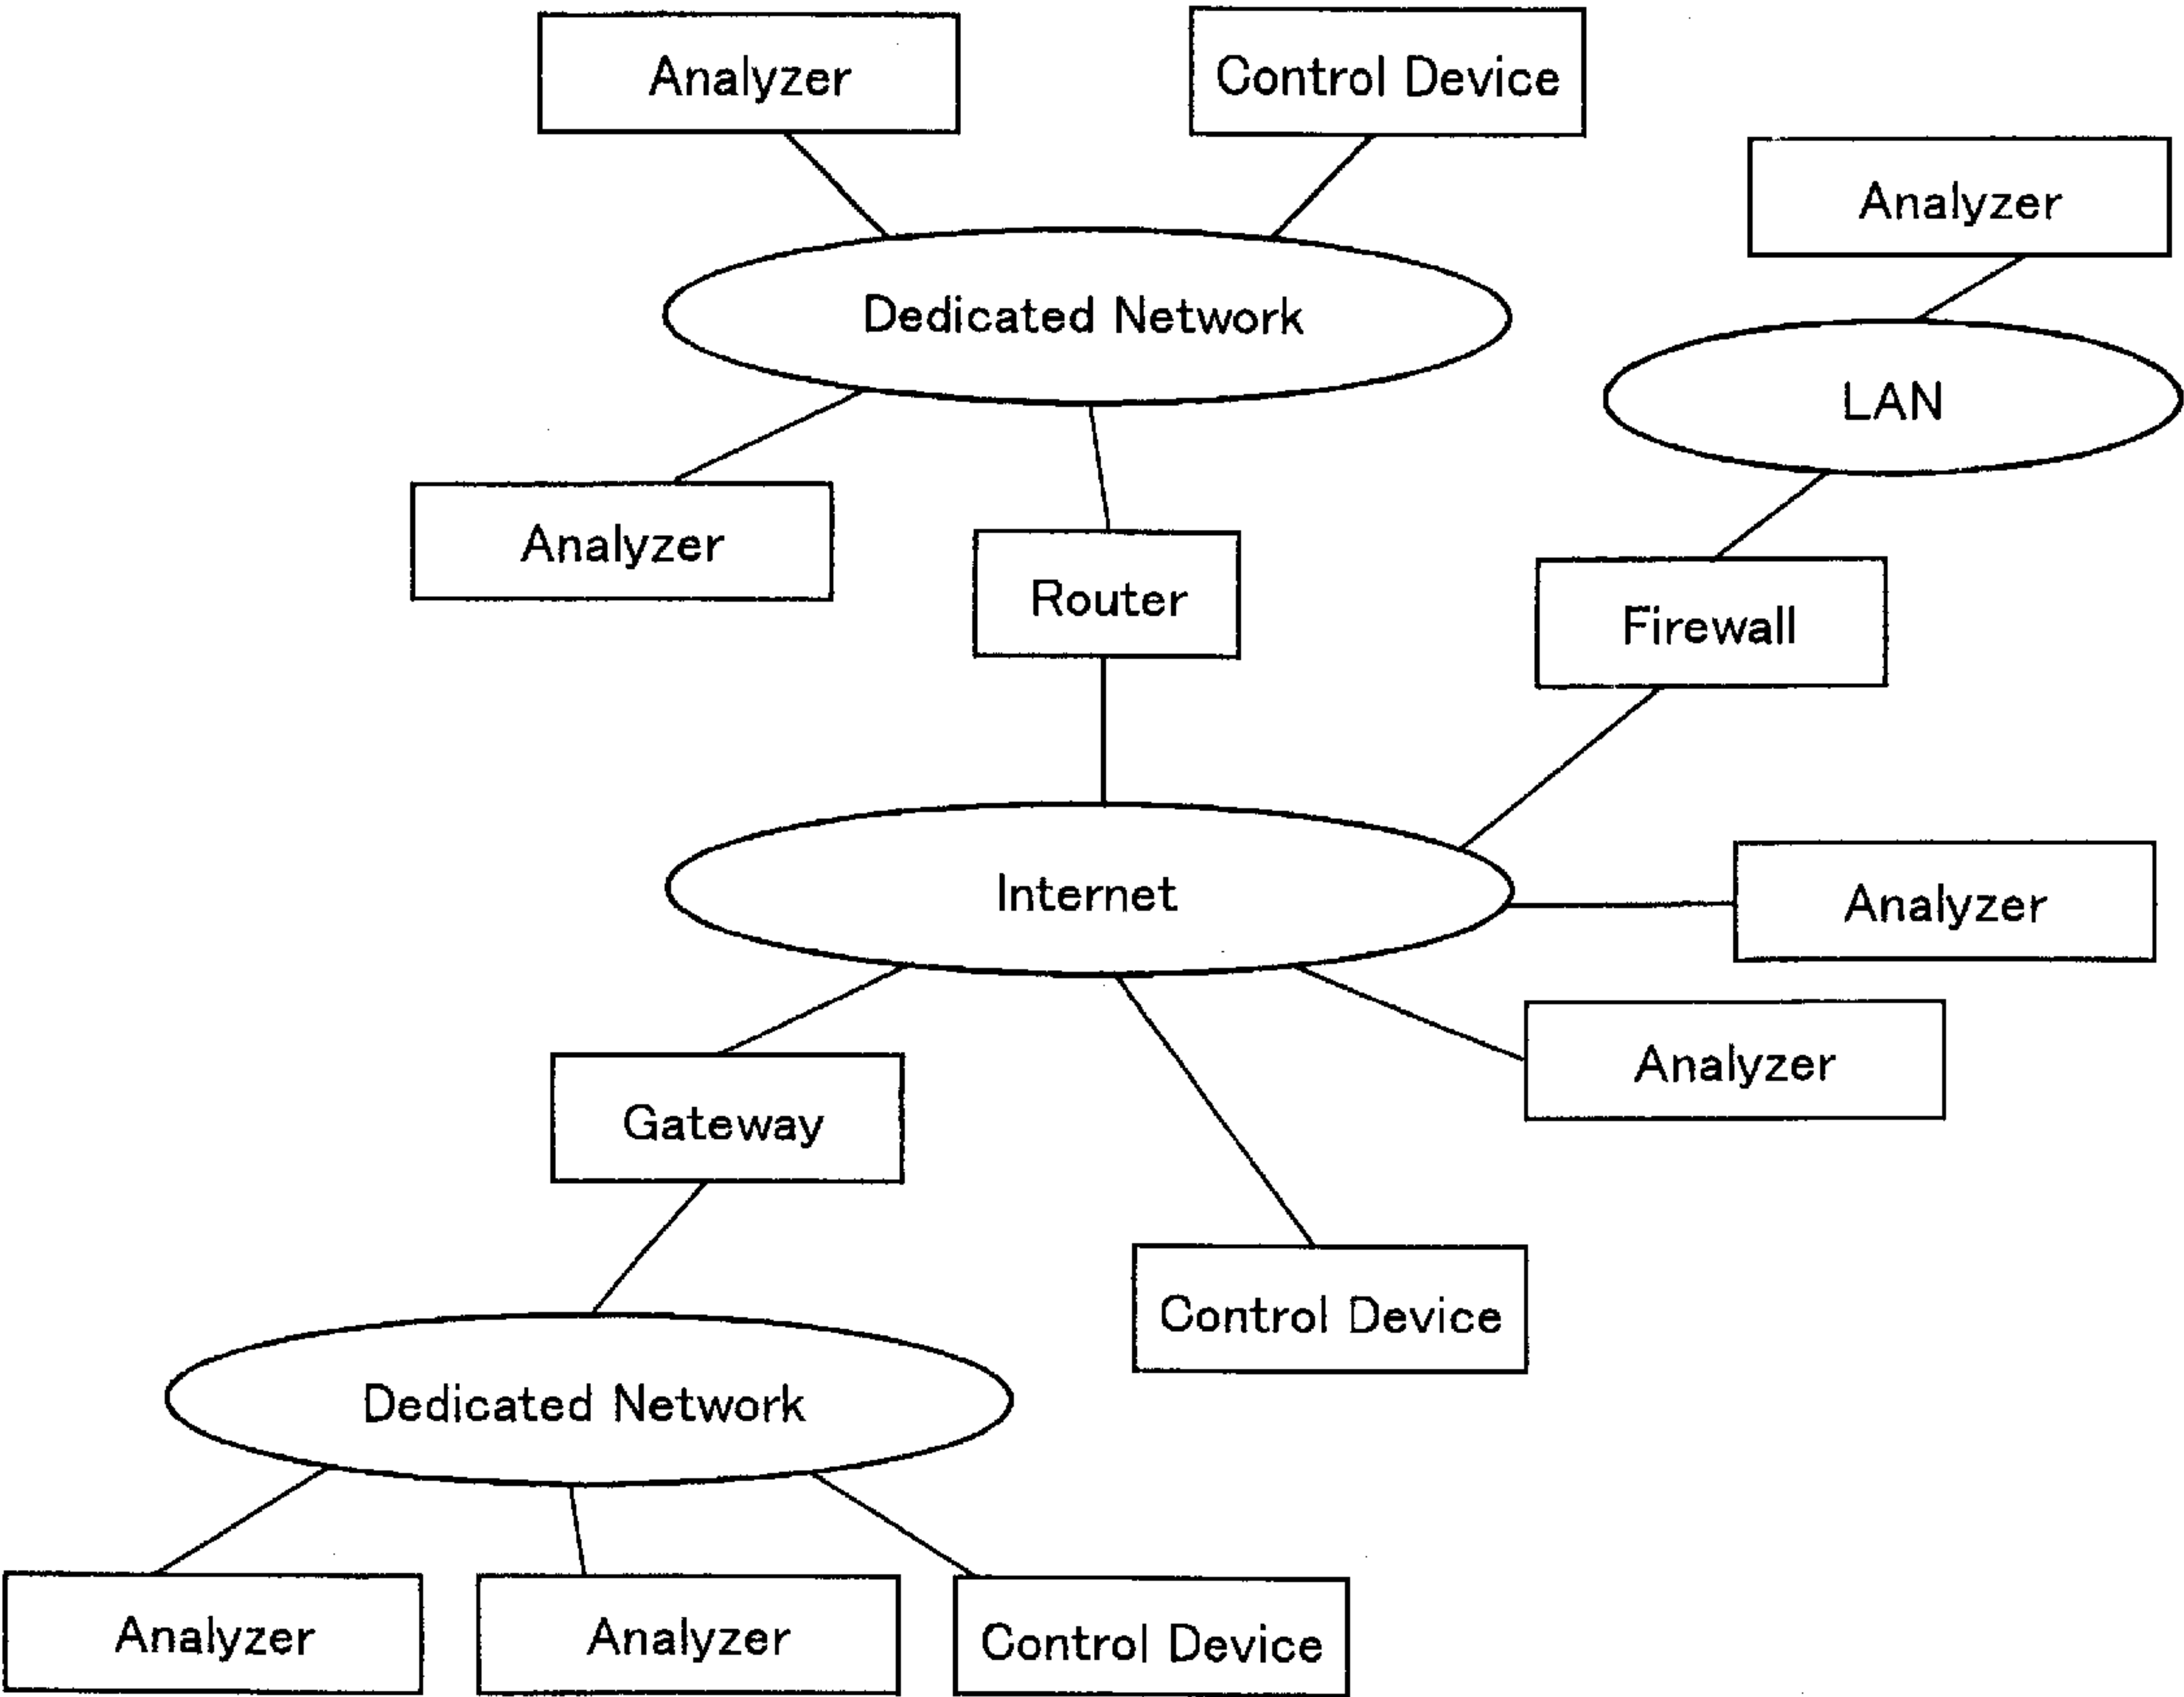 Analyzer
Control Device
Analyzer
Dedicated Network
LAN
Analyzer
Router
Firewall
Internet
Analyzer
Analyzer
Gateway
Control Device
Dedicated Network
Analyzer
Analyzer
Control Device